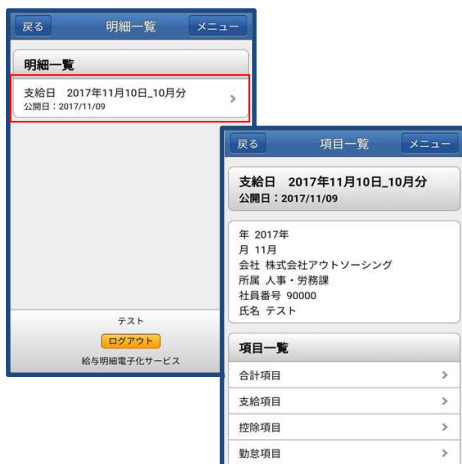 戻る 明細一覧 メニュー
明細一覧
支給日 2017年11月10日_10月分
公開日：2017/11/09
テスト
ログアウト
給与明細電子化サービス
戻る 項目一覧 メニュー
支給日 2017年11月10日_10月分
公開日：2017/11/09
年 2017年
月 11月
会社 株式会社アウトソーシング
所属 人事・労務課
社員番号 90000
氏名 テスト
項目一覧
合計項目
支給項目
控除項目
勤怠項目